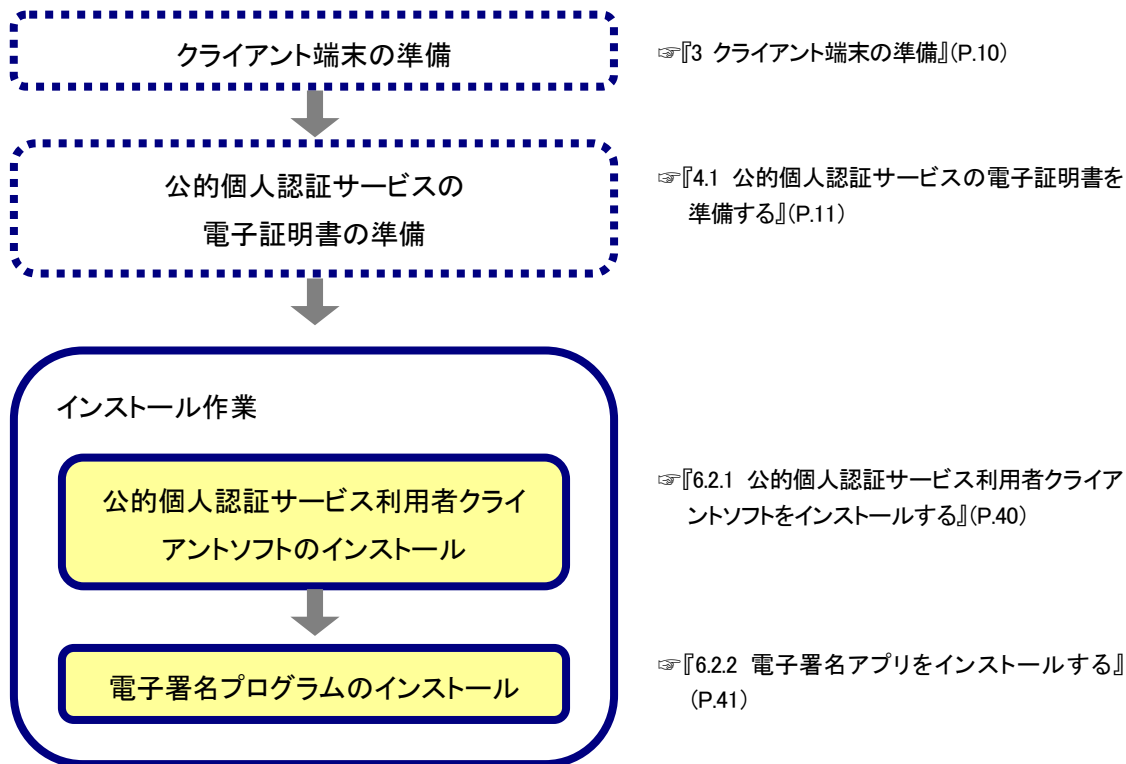 クライアント端末の準備
☞『3 クライアント端末の準備』(P.10)
公的個人認証サービスの
電子証明書の準備
☞『4.1 公的個人認証サービスの電子証明書を
準備する』(P.11)
インストール作業
公的個人認証サービス利用者クライ
アントソフトのインストール
☞『6.2.1 公的個人認証サービス利用者クライア
ントソフトをインストールする』(P.40)
電子署名プログラムのインストール
☞『6.2.2 電子署名アプリをインストールする』
(P.41)